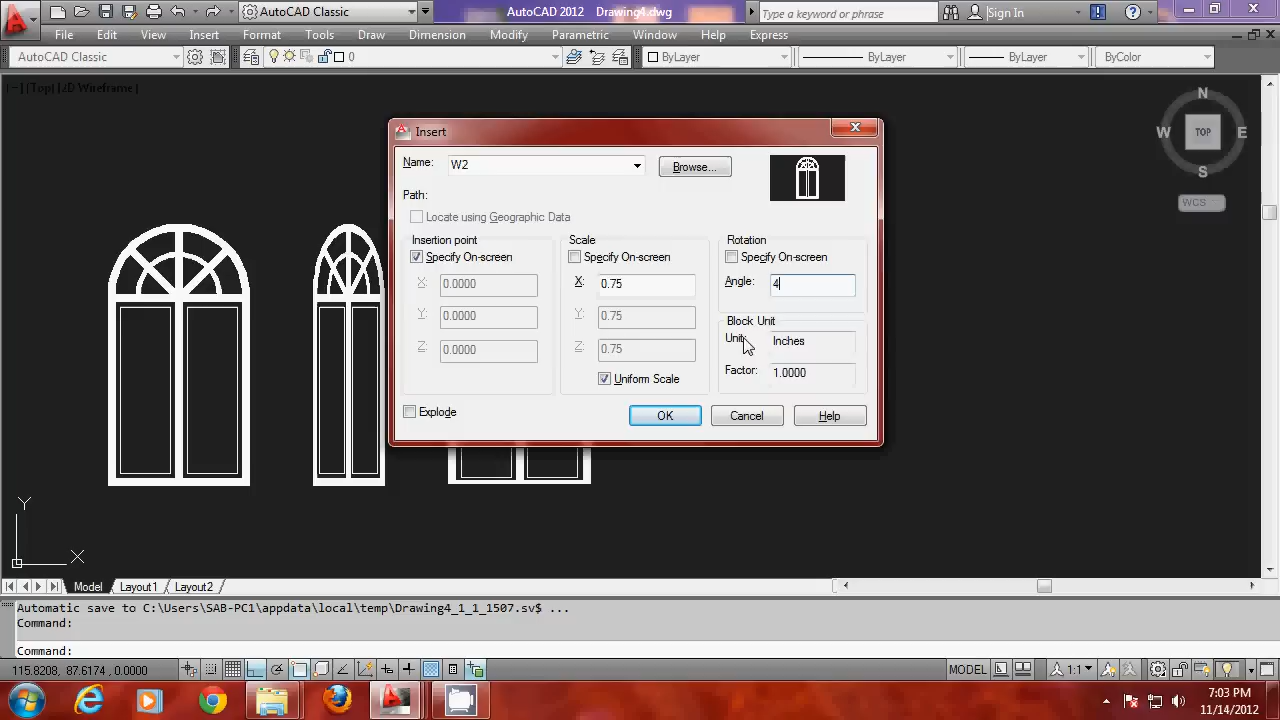 AutoCAD Classic
AutoCAD 2012 Drawing4.dwg
Type a keyword or phrase
Sign In
File Edit View Insert Format Tools Draw Dimension Modify Parametric Window Help Express
AutoCAD Classic
0
ByLayer
ByLayer
ByLayer
ByColor
[−] [Top] [2D Wireframe]
N
W TOP E
S
WCS
Insert
Name: W2 Browse...
Path:
Locate using Geographic Data
Insertion point
Specify On-screen
X: 0.0000
Y: 0.0000
Z: 0.0000
Scale
Specify On-screen
X: 0.75
Y: 0.75
Z: 0.75
Uniform Scale
Rotation
Specify On-screen
Angle: 4
Block Unit
Unit: Inches
Factor: 1.0000
Explode
OK Cancel Help
Y
X
Model Layout1 Layout2
Automatic save to C:\Users\SAB-PC1\appdata\local\temp\Drawing4_1_1_1507.sv$ ...
Command:
Command:
115.8208, 87.6174, 0.0000
MODEL
1:1
7:03 PM
11/14/2012